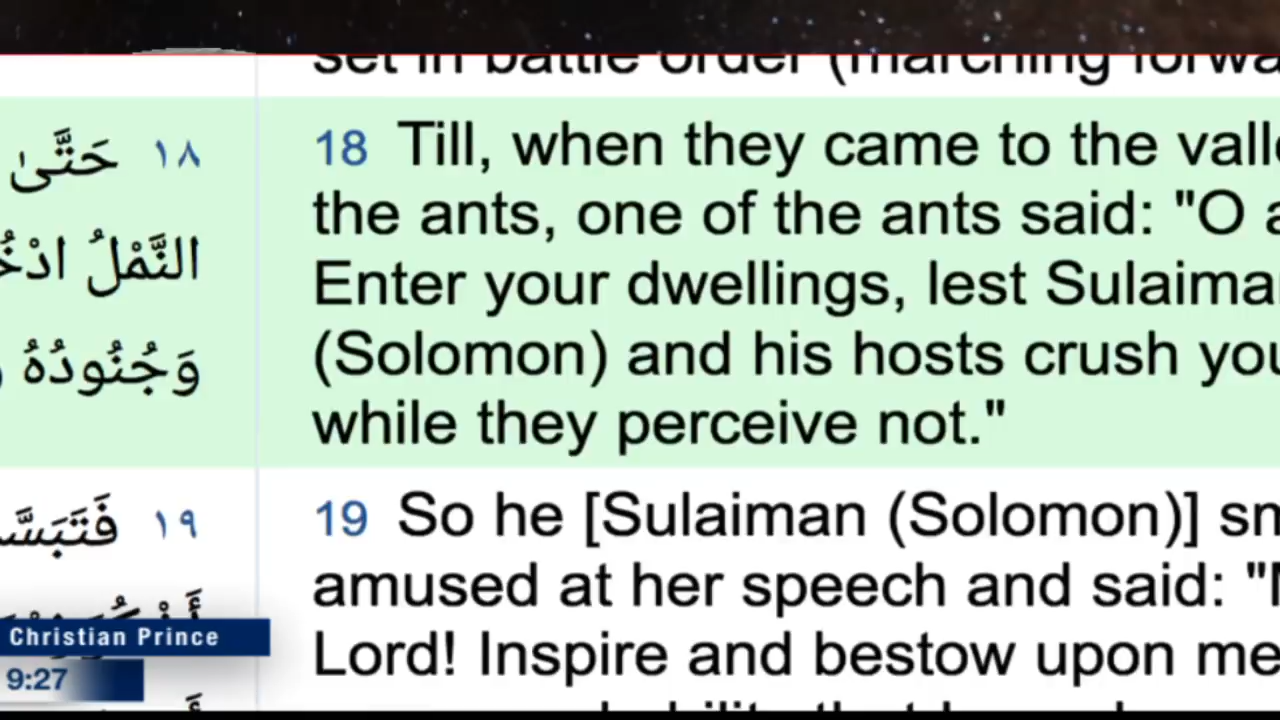 set in battle order (marching forwa
18 Till, when they came to the valle
the ants, one of the ants said: "O a
Enter your dwellings, lest Sulaiman
(Solomon) and his hosts crush you
while they perceive not."
19 So he [Sulaiman (Solomon)] sm
amused at her speech and said: "M
Lord! Inspire and bestow upon me
١٨ حَتَّىٰ
النَّمْلُ ادْخُ
وَجُنُودُهُ
١٩ فَتَبَسَّ
Christian Prince
9:27